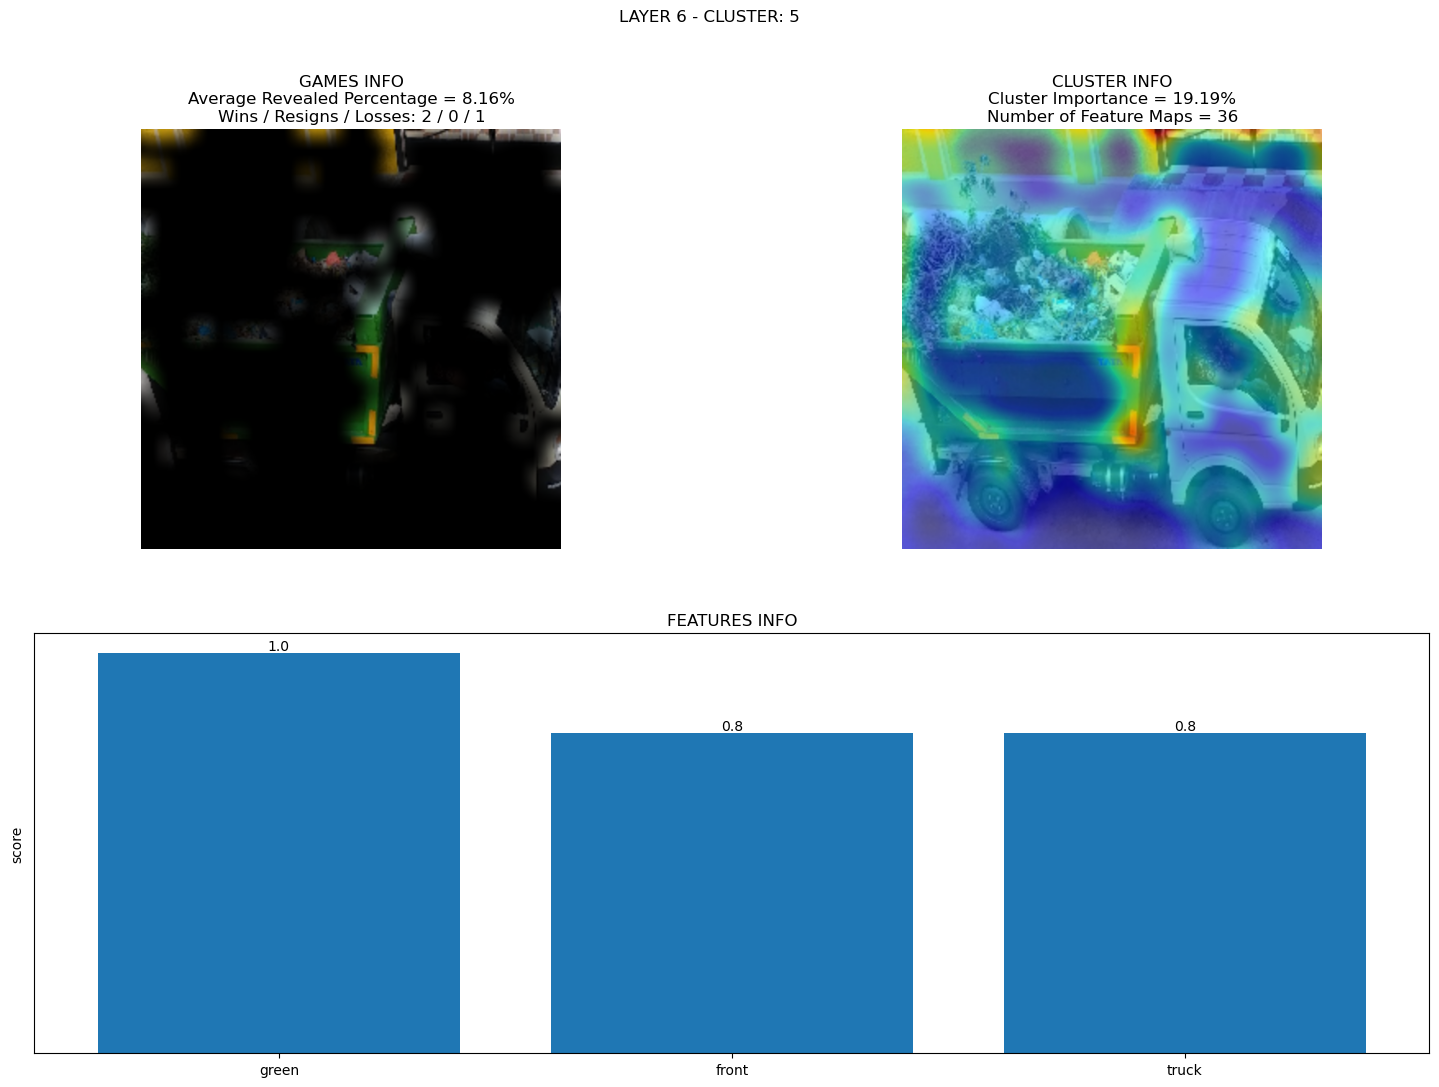 LAYER 6 - CLUSTER: 5
GAMES INFO
Average Revealed Percentage = 8.16%
Wins / Resigns / Losses: 2 / 0 / 1
CLUSTER INFO
Cluster Importance = 19.19%
Number of Feature Maps = 36
FEATURES INFO
1.0
0.8
0.8
score
green
front
truck